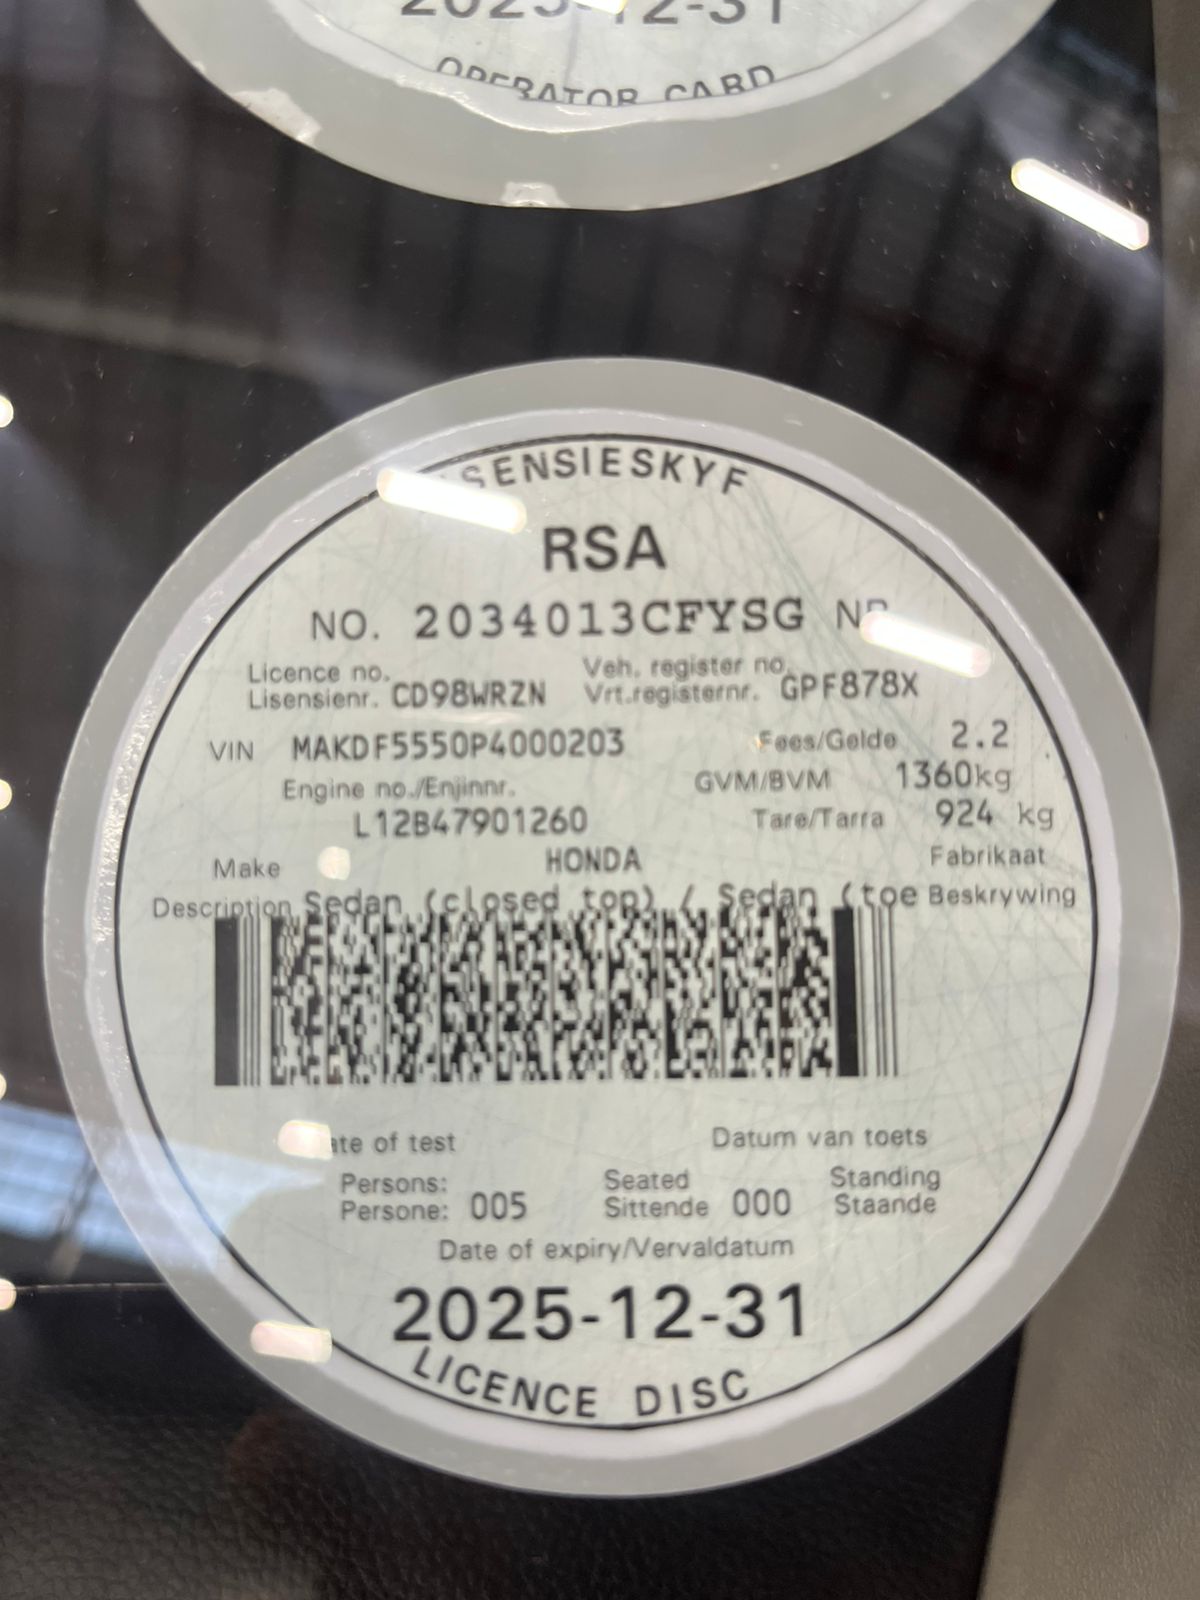 2025-12-31
OPERATOR CARD
SENSIESKYF
RSA
NO. 2034013CFYSG NR
Licence no. Veh. register no.
Lisensienr. CD98WRZN Vrt.registernr. GPF878X
VIN MAKDF5550P4000203 Fees/Gelde 2.2
Engine no./Enjinnr. GVM/BVM 1360kg
L12B47901260 Tare/Tarra 924 kg
Make HONDA Fabrikaat
Description Sedan (closed top) / Sedan (toe Beskrywing
ate of test Datum van toets
Persons: Seated Standing
Persone: 005 Sittende 000 Staande
Date of expiry/Vervaldatum
2025-12-31
LICENCE DISC